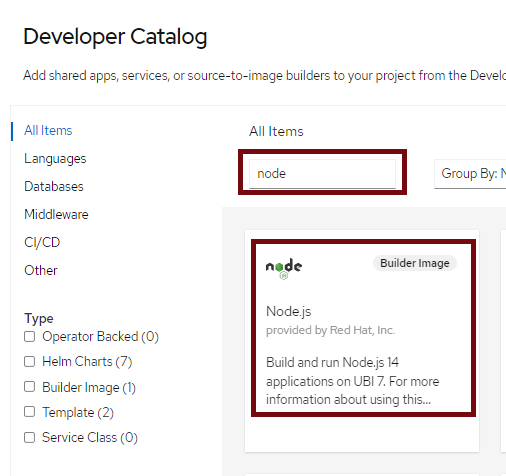 Developer Catalog
Add shared apps, services, or source-to-image builders to your project from the Develo
All Items
Languages
Databases
Middleware
CI/CD
Other
Type
Operator Backed (0)
Helm Charts (7)
Builder Image (1)
Template (2)
Service Class (0)
All Items
node
Group By: N
node
JS
Builder Image
Node.js
provided by Red Hat, Inc.
Build and run Node.js 14
applications on UBI 7. For more
information about using this...